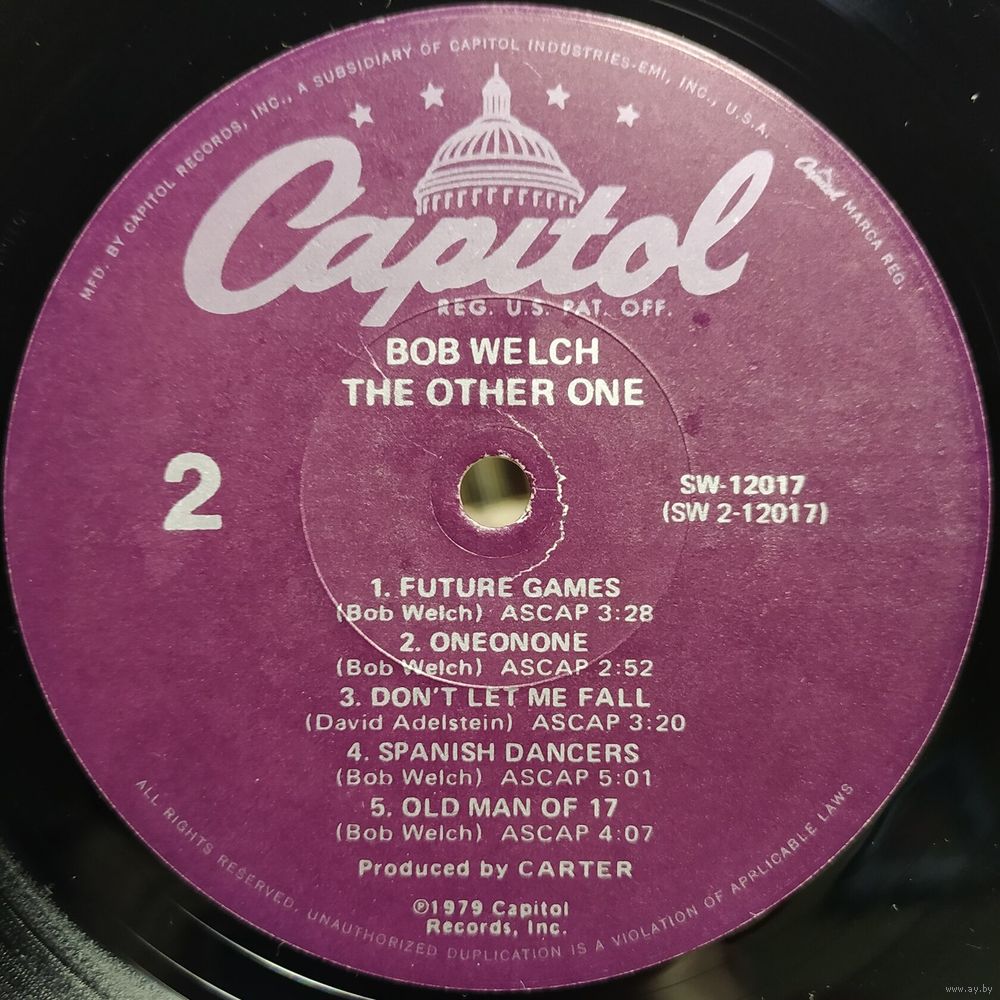 MFD. BY CAPITOL RECORDS, INC., A SUBSIDIARY OF CAPITOL INDUSTRIES-EMI, INC., U.S.A.
Capitol MARCA REG.
Capitol
REG. U.S. PAT. OFF.
BOB WELCH
THE OTHER ONE
2
SW-12017
(SW 2-12017)
1. FUTURE GAMES
(Bob Welch) ASCAP 3:28
2. ONEONONE
(Bob Welch) ASCAP 2:52
3. DON'T LET ME FALL
(David Adelstein) ASCAP 3:20
4. SPANISH DANCERS
(Bob Welch) ASCAP 5:01
5. OLD MAN OF 17
(Bob Welch) ASCAP 4:07
Produced by CARTER
℗1979 Capitol
Records, Inc.
ALL RIGHTS RESERVED. UNAUTHORIZED DUPLICATION IS A VIOLATION OF APPLICABLE LAWS
www.ay.by